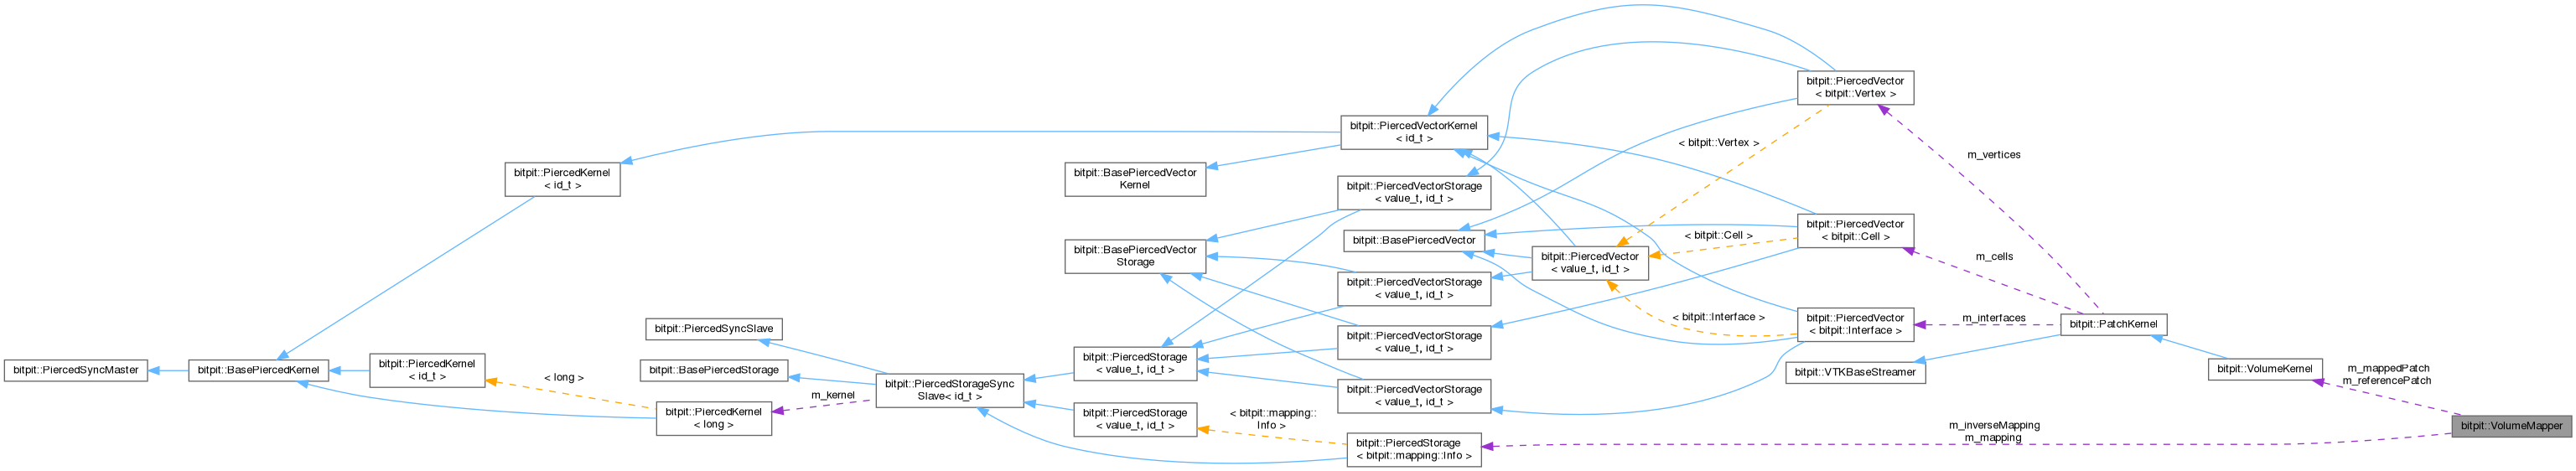 bitpit::PiercedSyncMaster
bitpit::BasePiercedKernel
bitpit::PiercedKernel
< id_t >
bitpit::PiercedKernel
< id_t >
< long >
bitpit::PiercedSyncSlave
bitpit::BasePiercedStorage
bitpit::PiercedKernel
< long >
m_kernel
bitpit::PiercedStorageSync
Slave< id_t >
bitpit::BasePiercedVector
Kernel
bitpit::BasePiercedVector
Storage
bitpit::PiercedStorage
< value_t, id_t >
bitpit::PiercedStorage
< value_t, id_t >
< bitpit::mapping::
Info >
bitpit::PiercedVectorKernel
< id_t >
bitpit::PiercedVectorStorage
< value_t, id_t >
bitpit::BasePiercedVector
bitpit::PiercedVectorStorage
< value_t, id_t >
bitpit::PiercedVectorStorage
< value_t, id_t >
bitpit::PiercedVectorStorage
< value_t, id_t >
bitpit::PiercedStorage
< bitpit::mapping::Info >
bitpit::PiercedVector
< value_t, id_t >
< bitpit::Vertex >
< bitpit::Cell >
< bitpit::Interface >
bitpit::PiercedVector
< bitpit::Vertex >
bitpit::PiercedVector
< bitpit::Cell >
bitpit::PiercedVector
< bitpit::Interface >
bitpit::VTKBaseStreamer
m_vertices
m_cells
m_interfaces
bitpit::PatchKernel
bitpit::VolumeKernel
m_mappedPatch
m_referencePatch
m_inverseMapping
m_mapping
bitpit::VolumeMapper